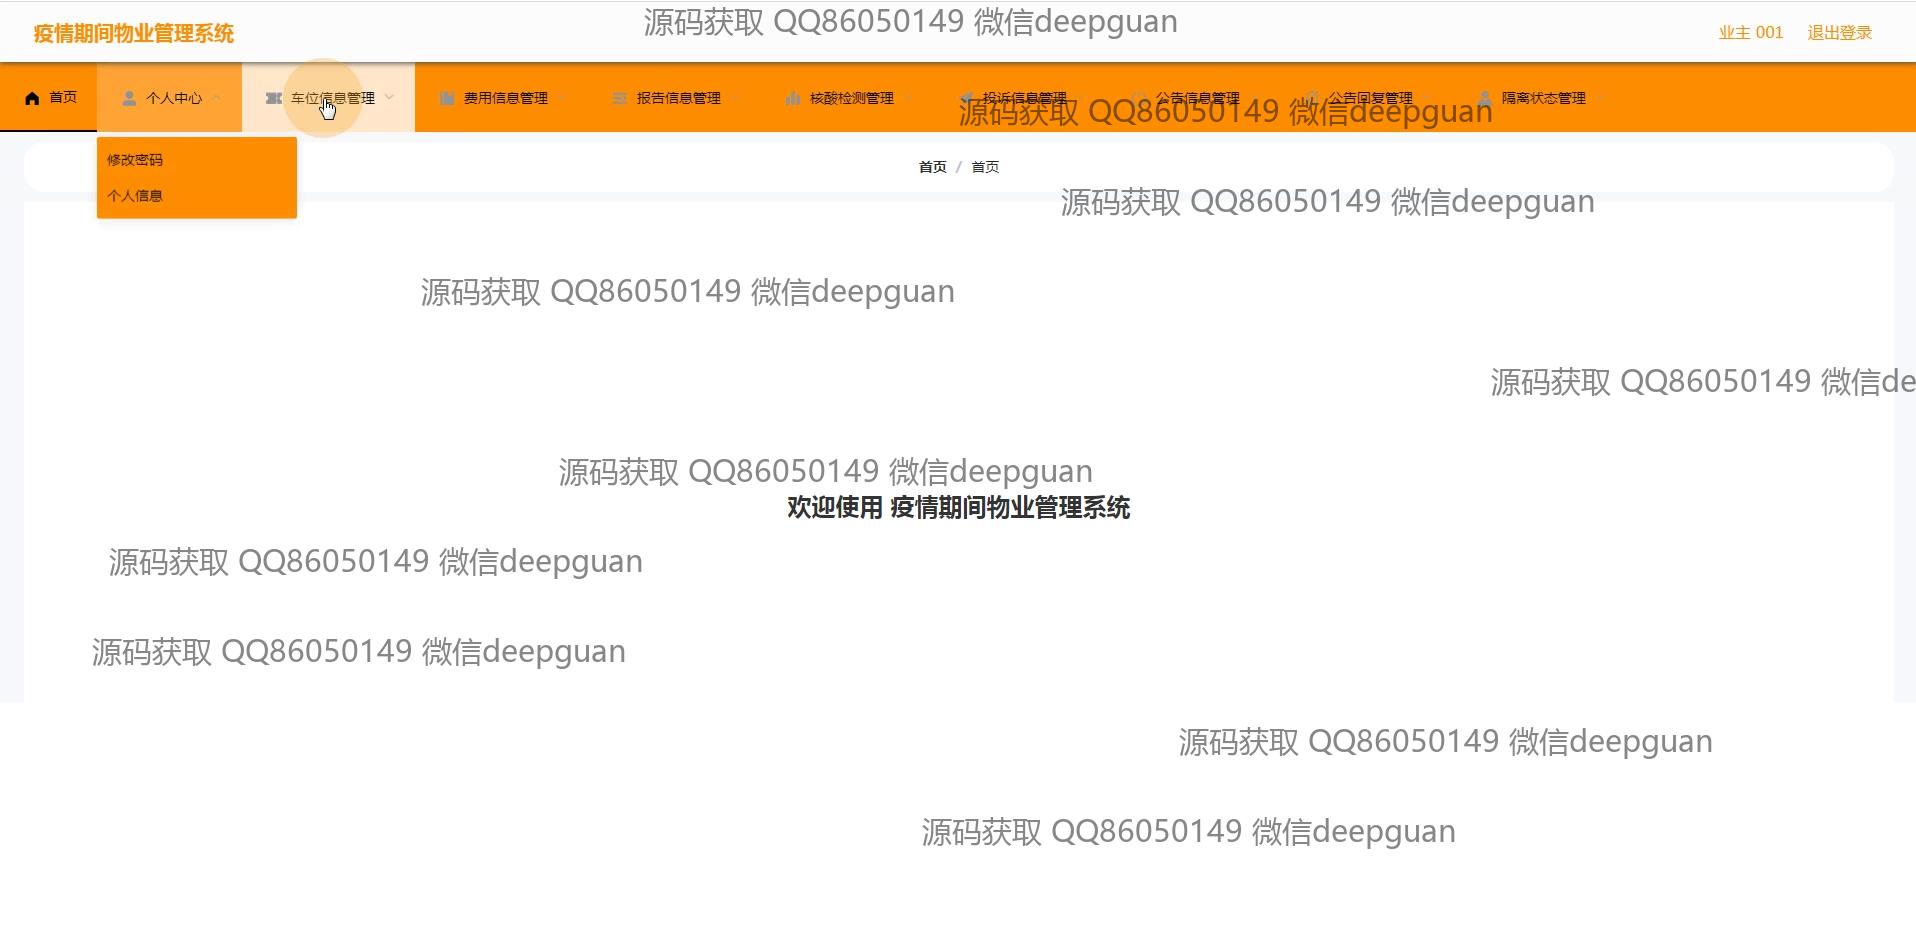 源码获取 QQ86050149 微信deepguan
疫情期间物业管理系统
业主 001
退出登录
首页
个人中心
车位信息管理
费用信息管理
报告信息管理
核酸检测管理
投诉信息管理
公告信息管理
公告回复管理
隔离状态管理
源码获取 QQ86050149 微信deepguan
修改密码
个人信息
首页 / 首页
源码获取 QQ86050149 微信deepguan
源码获取 QQ86050149 微信deepguan
源码获取 QQ86050149 微信de
源码获取 QQ86050149 微信deepguan
欢迎使用 疫情期间物业管理系统
源码获取 QQ86050149 微信deepguan
源码获取 QQ86050149 微信deepguan
源码获取 QQ86050149 微信deepguan
源码获取 QQ86050149 微信deepguan